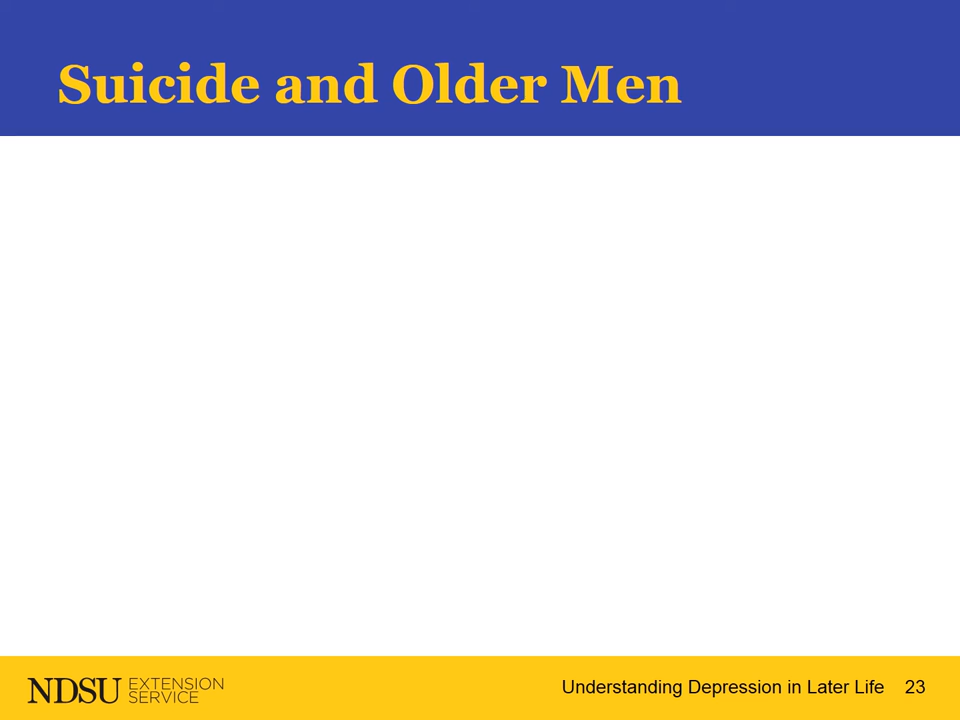 Suicide and Older Men
NDSU EXTENSION
SERVICE
Understanding Depression in Later Life 23